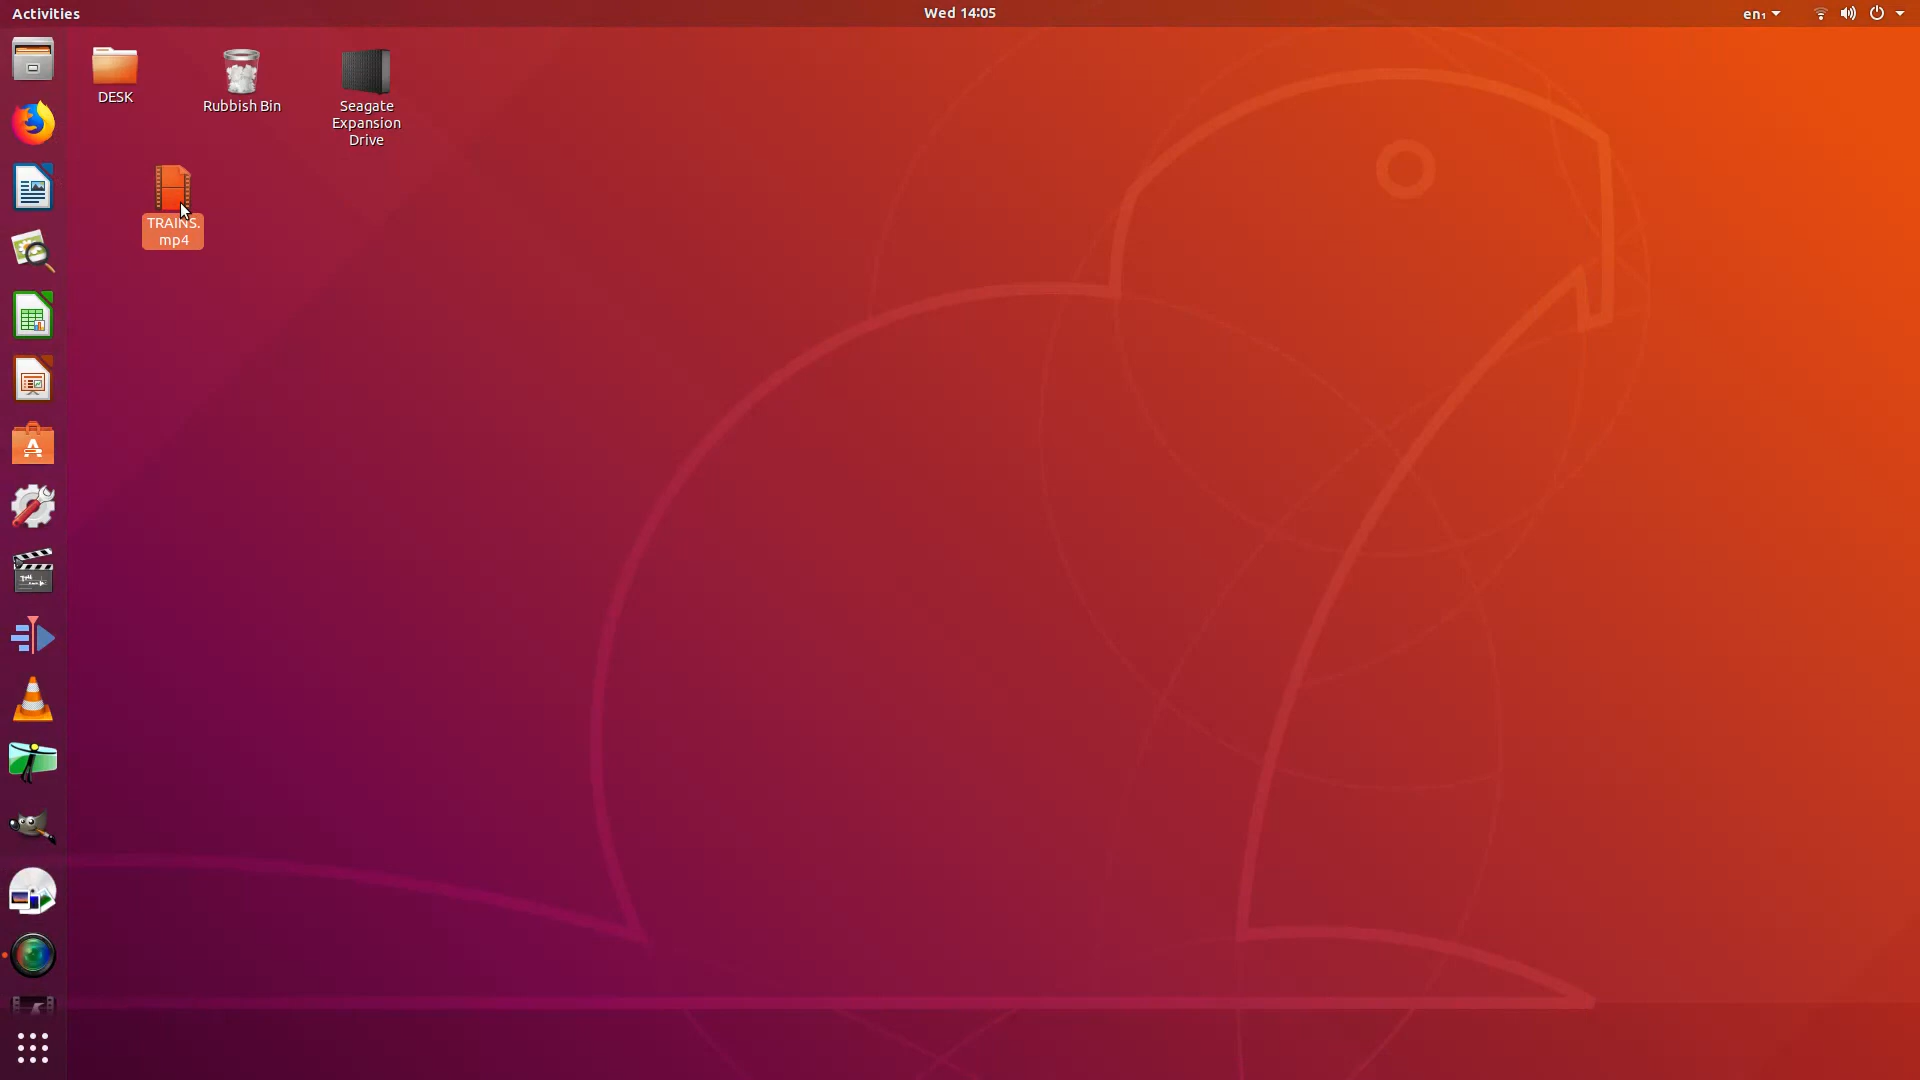 Activities
Wed 14:05
en₁
DESK
Rubbish Bin
Seagate
Expansion
Drive
TRAINS.
mp4